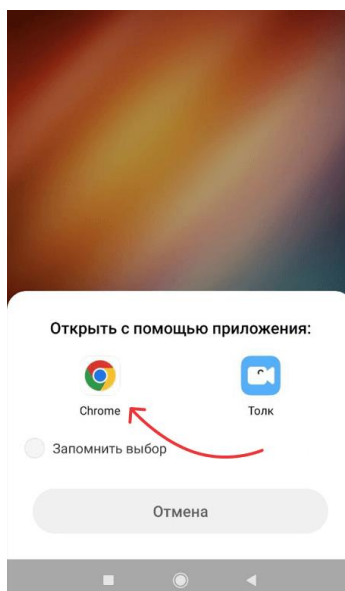 Открыть с помощью приложения:
Chrome
Толк
Запомнить выбор
Отмена